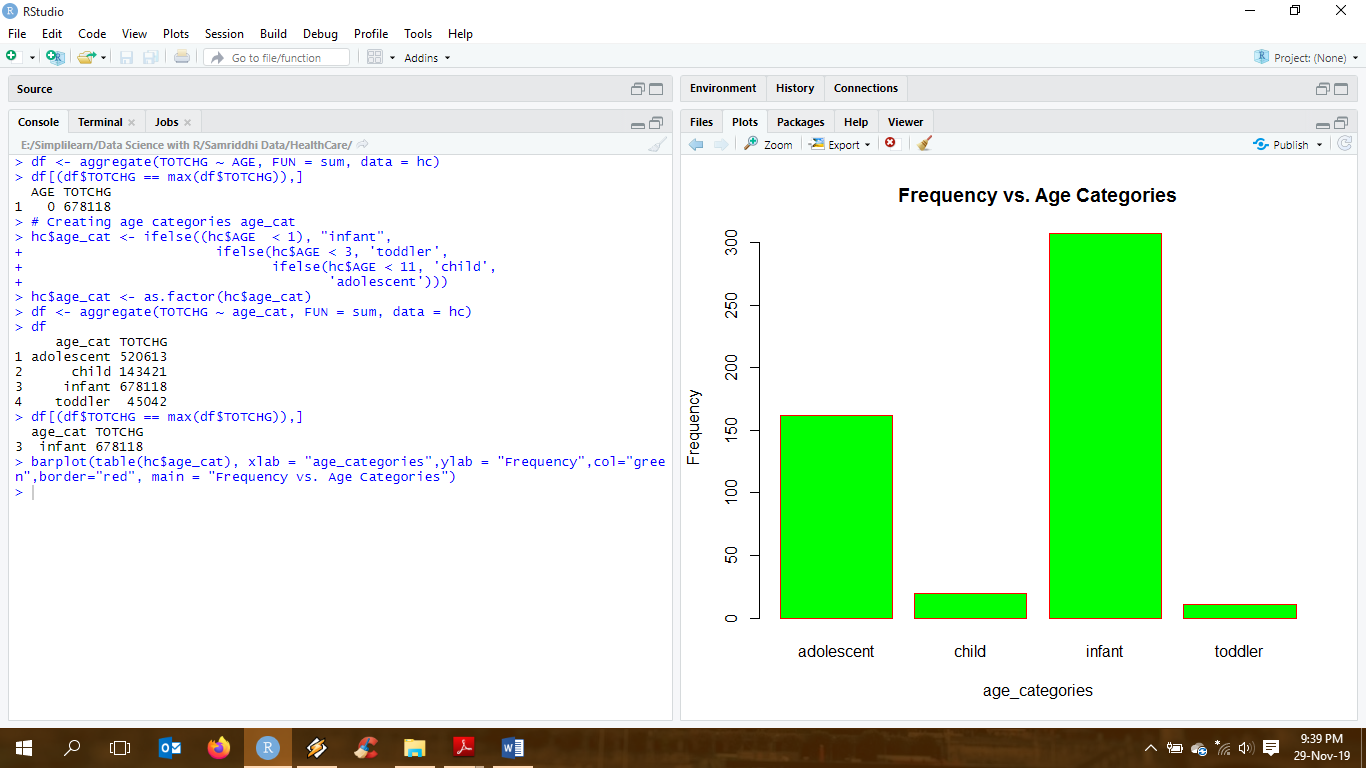 RStudio
File Edit Code View Plots Session Build Debug Profile Tools Help
Go to file/function Addins Project: (None)
Source
Console Terminal Jobs
E:/Simplilearn/Data Science with R/Samriddhi Data/HealthCare/
> df <- aggregate(TOTCHG ~ AGE, FUN = sum, data = hc)
> df[(df$TOTCHG == max(df$TOTCHG)),]
  AGE TOTCHG
1   0 678118
> # Creating age categories age_cat
> hc$age_cat <- ifelse((hc$AGE  < 1), "infant",
+                         ifelse(hc$AGE < 3, 'toddler',
+                                ifelse(hc$AGE < 11, 'child',
+                                       'adolescent')))
> hc$age_cat <- as.factor(hc$age_cat)
> df <- aggregate(TOTCHG ~ age_cat, FUN = sum, data = hc)
> df
     age_cat TOTCHG
1 adolescent 520613
2      child 143421
3     infant 678118
4    toddler  45042
> df[(df$TOTCHG == max(df$TOTCHG)),]
  age_cat TOTCHG
3  infant 678118
> barplot(table(hc$age_cat), xlab = "age_categories",ylab = "Frequency",col="gree
n",border="red", main = "Frequency vs. Age Categories")
>
Environment History Connections
Files Plots Packages Help Viewer
Zoom Export Publish
Frequency vs. Age Categories
Frequency
300
250
200
150
100
50
0
adolescent child infant toddler
age_categories
9:39 PM
29-Nov-19